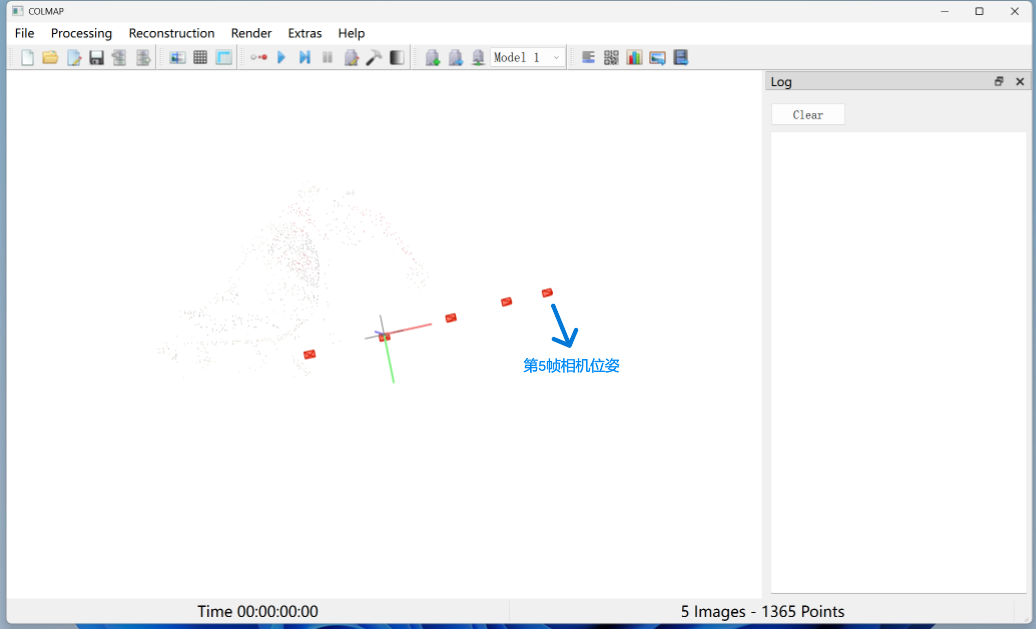 COLMAP
File Processing Reconstruction Render Extras Help
Model 1
Log
Clear
第5帧相机位姿
Time 00:00:00:00
5 Images - 1365 Points